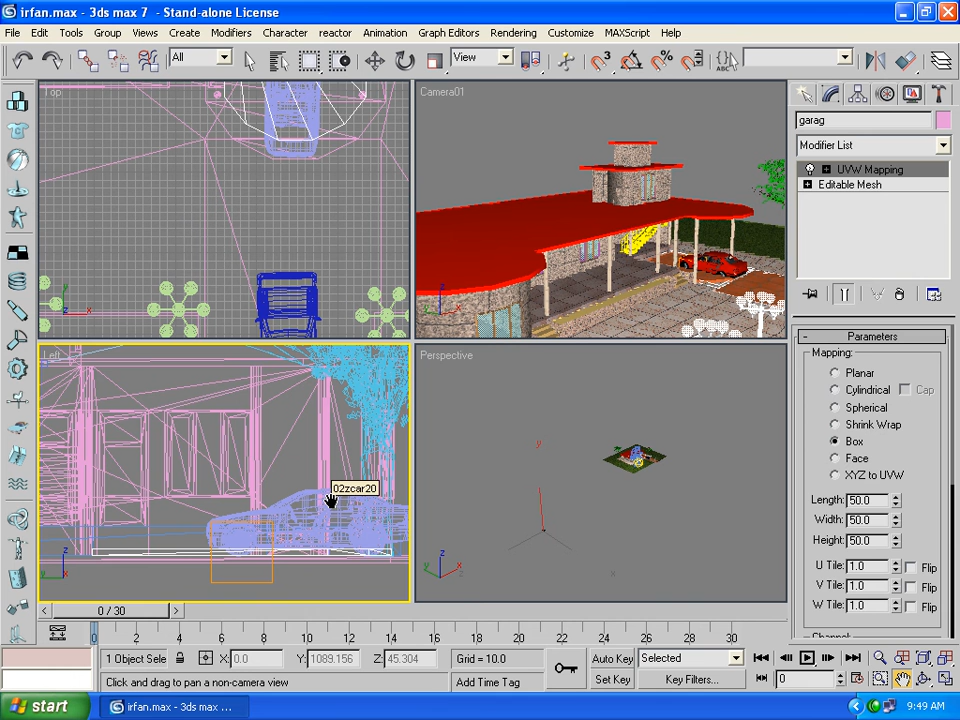 irfan.max - 3ds max 7 - Stand-alone License
File Edit Tools Group Views Create Modifiers Character reactor Animation Graph Editors Rendering Customize MAXScript Help
All
View
Top
Camera01
garag
Modifier List
UVW Mapping
Editable Mesh
Left
Perspective
02zcar20
Parameters
Mapping:
Planar
Cylindrical Cap
Spherical
Shrink Wrap
Box
Face
XYZ to UVW
Length: 50.0
Width: 50.0
Height: 50.0
U Tile: 1.0 Flip
V Tile: 1.0 Flip
W Tile: 1.0 Flip
Channel:
0 / 30
0 2 4 6 8 10 12 14 16 18 20 22 24 26 28 30
1 Object Sele X: 0.0 Y: 1089.156 Z: 45.304 Grid = 10.0 Auto Key Selected
Click and drag to pan a non-camera view Add Time Tag Set Key Key Filters... 0
start irfan.max - 3ds max ... 9:49 AM